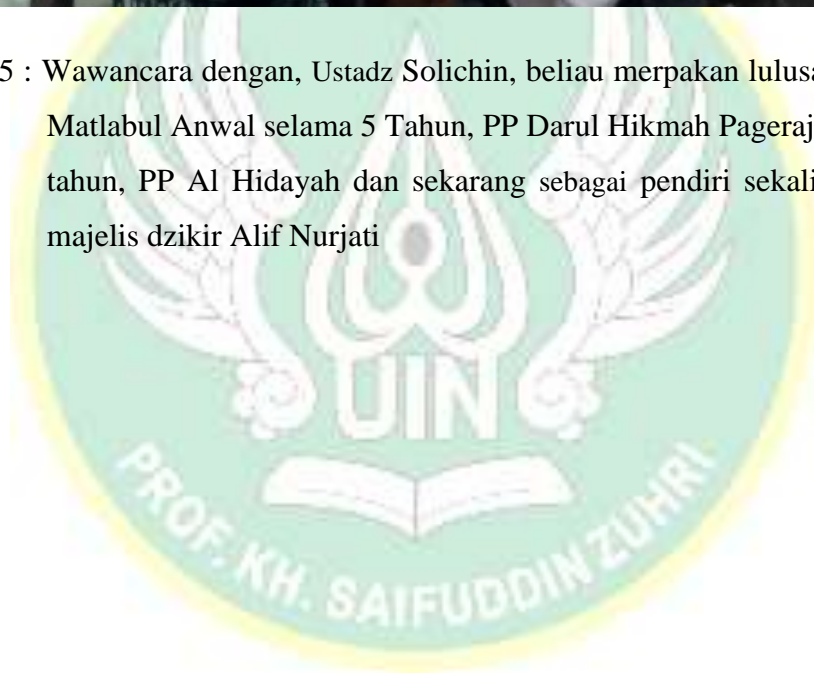 5 : Wawancara dengan, Ustadz Solichin, beliau merpakan lulusa
Matlabul Anwal selama 5 Tahun, PP Darul Hikmah Pageraj
tahun, PP Al Hidayah dan sekarang sebagai pendiri sekali
majelis dzikir Alif Nurjati
UIN
PROF. KH. SAIFUDDIN ZUHRI